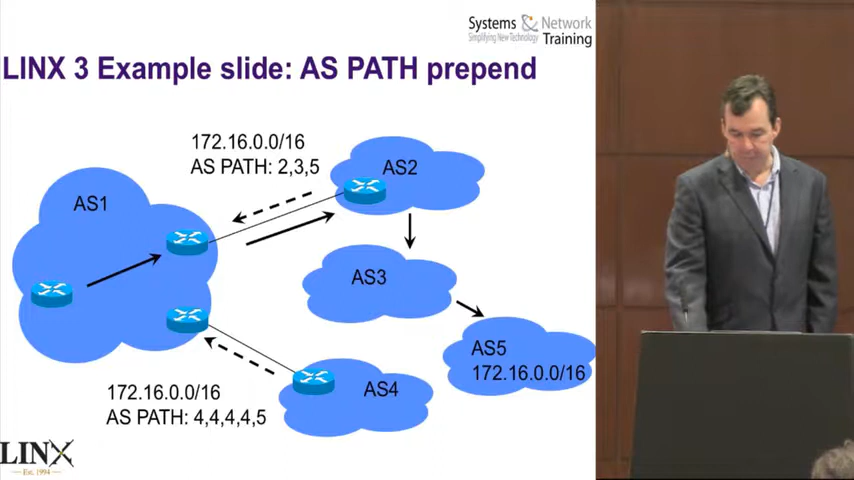 Systems & Network
Simplifying New Technology
Training
LINX 3 Example slide: AS PATH prepend
172.16.0.0/16
AS PATH: 2,3,5
AS2
AS1
AS3
AS5
172.16.0.0/16
AS4
172.16.0.0/16
AS PATH: 4,4,4,4,5
LINX
Est. 1994